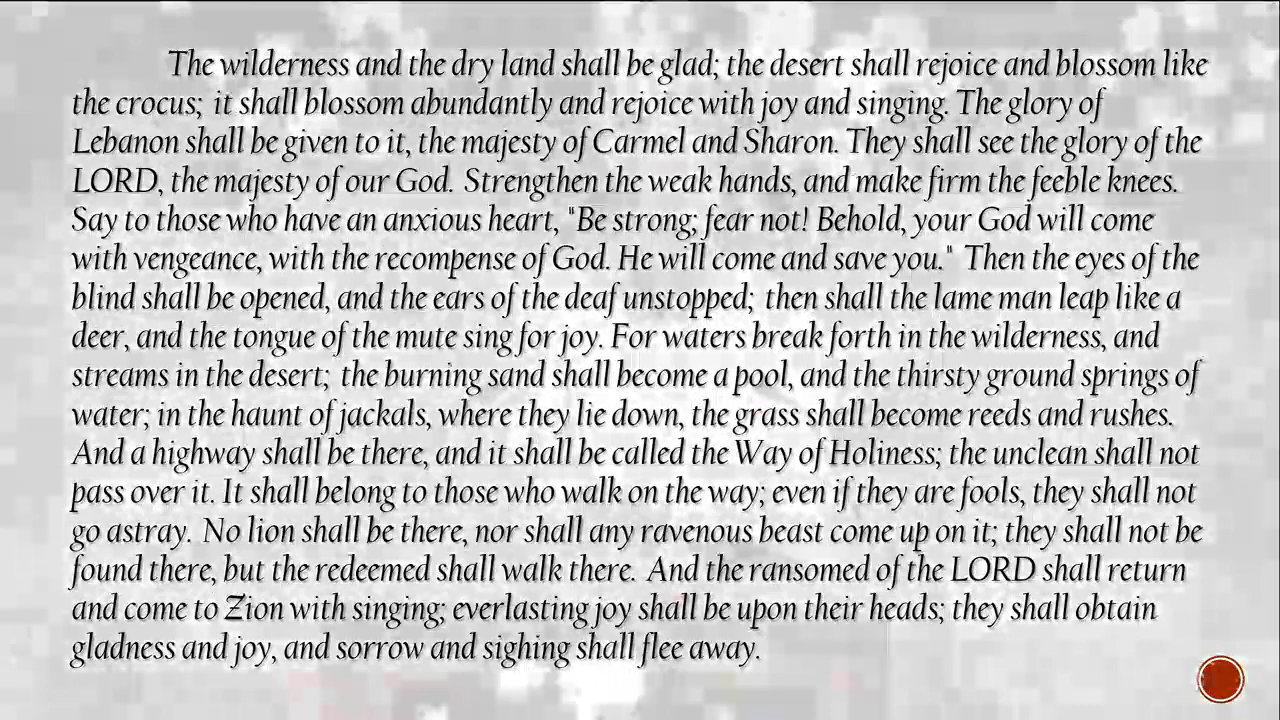 The wilderness and the dry land shall be glad; the desert shall rejoice and blossom like
the crocus; it shall blossom abundantly and rejoice with joy and singing. The glory of
Lebanon shall be given to it, the majesty of Carmel and Sharon. They shall see the glory of the
LORD, the majesty of our God. Strengthen the weak hands, and make firm the feeble knees.
Say to those who have an anxious heart, "Be strong; fear not! Behold, your God will come
with vengeance, with the recompense of God. He will come and save you." Then the eyes of the
blind shall be opened, and the ears of the deaf unstopped; then shall the lame man leap like a
deer, and the tongue of the mute sing for joy. For waters break forth in the wilderness, and
streams in the desert; the burning sand shall become a pool, and the thirsty ground springs of
water; in the haunt of jackals, where they lie down, the grass shall become reeds and rushes.
And a highway shall be there, and it shall be called the Way of Holiness; the unclean shall not
pass over it. It shall belong to those who walk on the way; even if they are fools, they shall not
go astray. No lion shall be there, nor shall any ravenous beast come up on it; they shall not be
found there, but the redeemed shall walk there. And the ransomed of the LORD shall return
and come to Zion with singing; everlasting joy shall be upon their heads; they shall obtain
gladness and joy, and sorrow and sighing shall flee away.